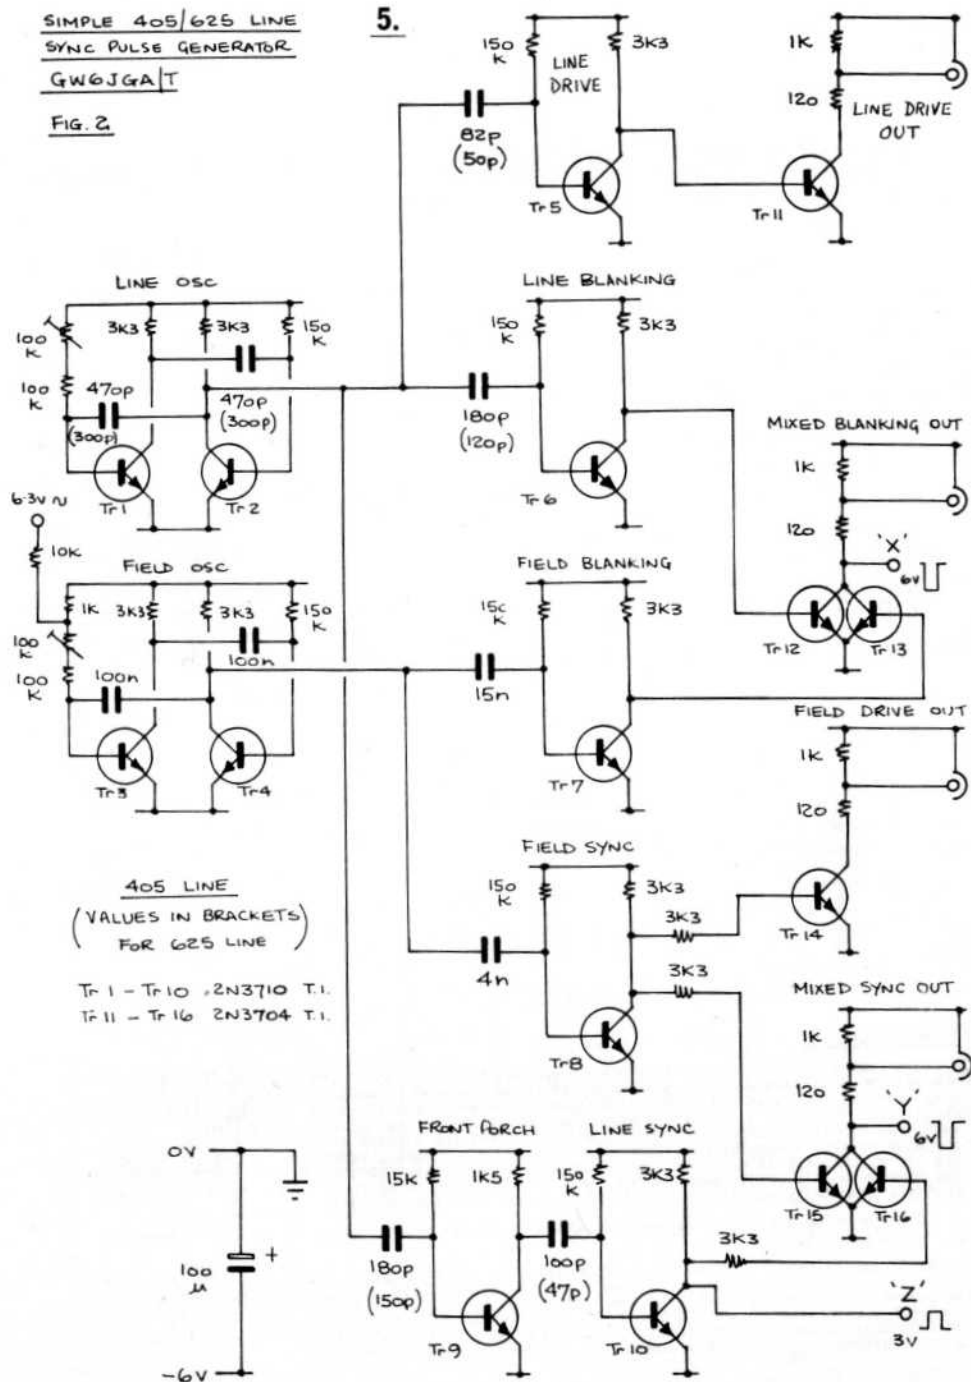 SIMPLE 405/625 LINE
SYNC PULSE GENERATOR
GW6JGA/T
FIG. 2
5.
150
K
LINE
DRIVE
3K3
82p
(50p)
Tr5
1K
120
LINE DRIVE
OUT
Tr11
LINE OSC
100
K
3K3
3K3
150
K
100
K
470p
(300p)
470p
(300p)
Tr1
Tr2
LINE BLANKING
150
K
3K3
180p
(120p)
Tr6
MIXED BLANKING OUT
1K
120
'X'
6V
Tr12
Tr13
6·3V ~
10K
FIELD OSC
1K
3K3
3K3
150
K
100
K
100
K
100n
100n
Tr3
Tr4
FIELD BLANKING
15c
K
3K3
15n
Tr7
FIELD DRIVE OUT
1K
120
Tr14
FIELD SYNC
150
K
3K3
3K3
3K3
4n
Tr8
405 LINE
(VALUES IN BRACKETS
FOR 625 LINE)
Tr1 – Tr10 . 2N3710 T.I.
Tr11 – Tr16 2N3704 T.I.
MIXED SYNC OUT
1K
120
'Y'
6V
Tr15
Tr16
FRONT PORCH
15K
1K5
180p
(150p)
Tr9
LINE SYNC
150
K
3K3
100p
(47p)
Tr10
3K3
'Z'
3V
0V
+
100
μ
-6V